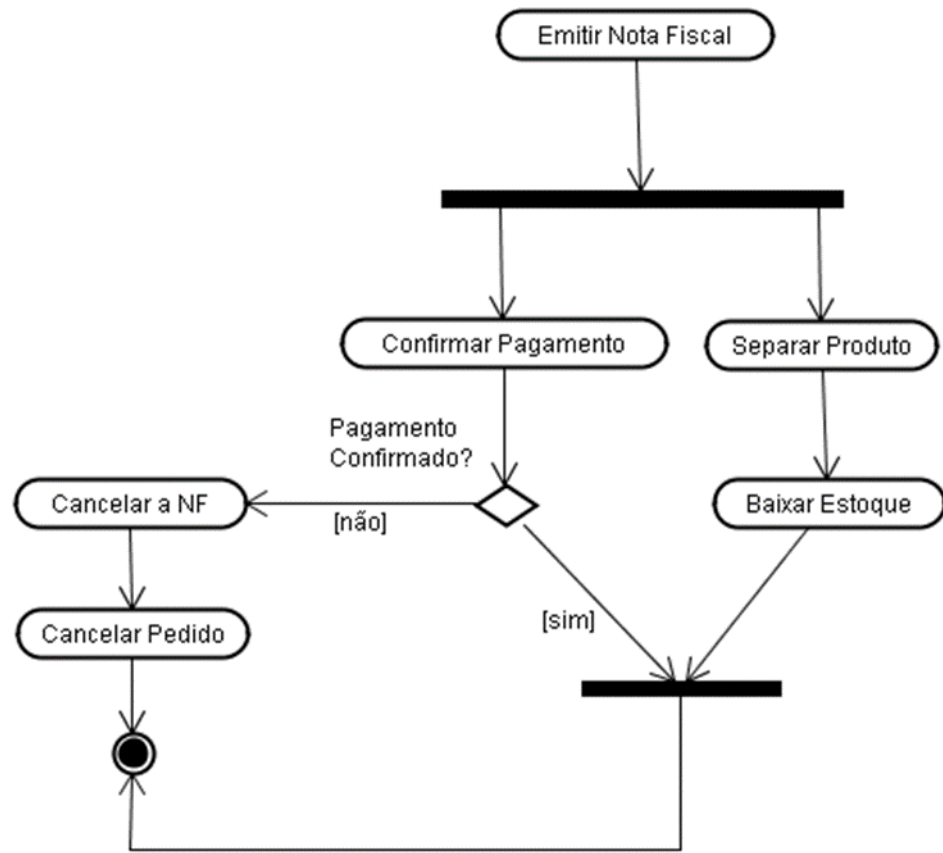 Emitir Nota Fiscal
Confirmar Pagamento
Separar Produto
Pagamento
Confirmado?
Cancelar a NF
[não]
Baixar Estoque
[sim]
Cancelar Pedido